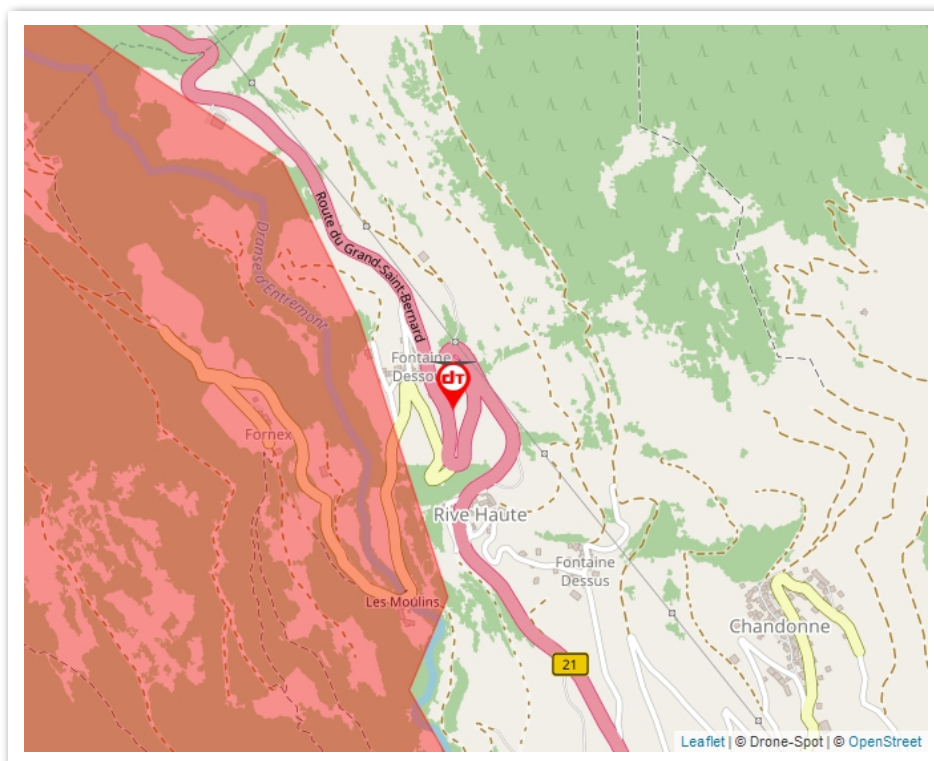 Route du Grand-Saint-Bernard
Dranse d'Entremont
Fontaine
dT
Fornex
Rive Haute
Fontaine
Dessus
Les Moulins
Chandonne
21
Leaflet | © Drone-Spot | © OpenStreet